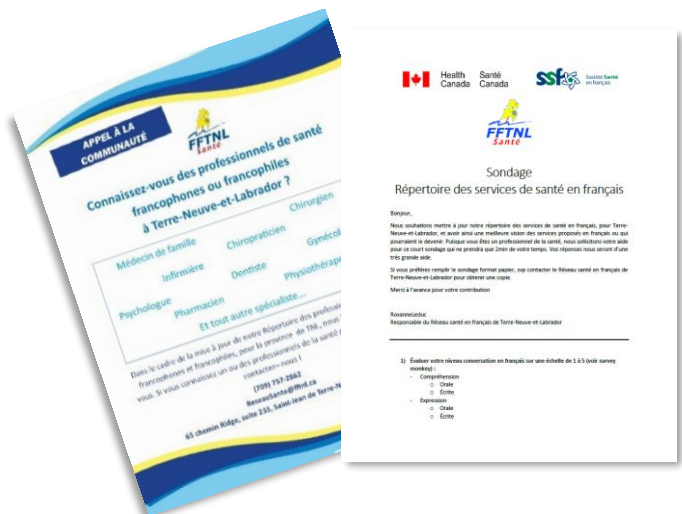 APPEL À LA
COMMUNAUTÉ
FFTNL
Santé
Connaissez-vous des professionnels de santé
francophones ou francophiles
à Terre-Neuve-et-Labrador ?
Médecin de famille
Chiropraticien
Chirurgien
Infirmière
Dentiste
Gynécol
Psychologue
Pharmacien
Physiothérape
Et tout autre spécialiste...
Dans le cadre de la mise à jour de notre Répertoire des profession
francophones et francophiles, pour la province de TNL, nous
vous. Si vous connaissez un ou des professionnels de la santé
contactez-nous !
(709) 757-2862
ReseauSante@fftnl.ca
65 chemin Ridge, suite 233, Saint-Jean de Terre-N
Health Canada
Santé Canada
ssf
Société Santé
en français
FFTNL
Santé
Sondage
Répertoire des services de santé en français
Bonjour,
Nous souhaitons mettre à jour notre répertoire des services de santé en français, pour Terre-
Neuve-et-Labrador, et avoir ainsi une meilleure vision des services proposés en français ou qui
pourraient le devenir. Puisque vous êtes un professionnel de la santé, nous sollicitons votre aide
pour ce court sondage qui ne prendra que 2min de votre temps. Vos réponses nous seront d'une
très grande aide.
Si vous préférez remplir le sondage format papier, svp contacter le Réseau santé en français de
Terre-Neuve-et-Labrador pour obtenir une copie.
Merci à l'avance pour votre contribution
RoxanneLeduc
Responsable du Réseau santé en français de Terre-Neuve-et-Labrador
1) Évaluer votre niveau conversation en français sur une échelle de 1 à 5 (voir survey
monkey) :
- Compréhension
o Orale
o Écrite
- Expression
o Orale
o Écrite